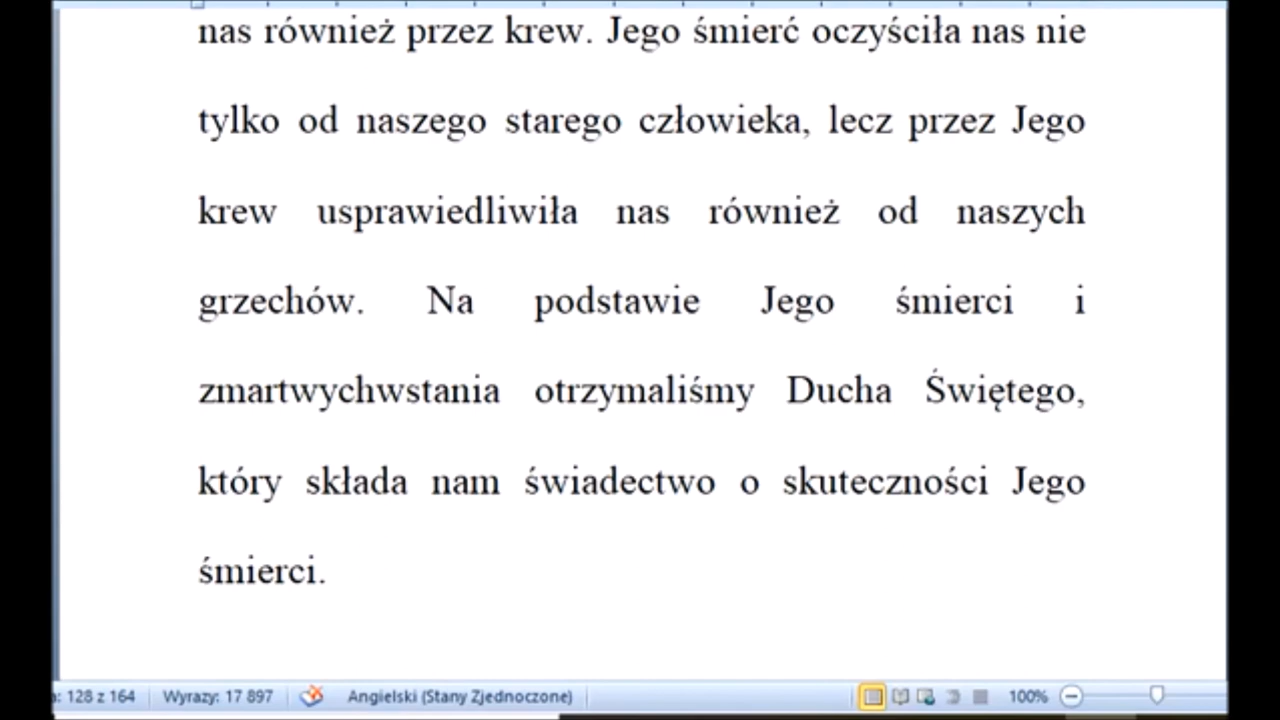 nas również przez krew. Jego śmierć oczyściła nas nie
tylko od naszego starego człowieka, lecz przez Jego
krew usprawiedliwiła nas również od naszych
grzechów. Na podstawie Jego śmierci i
zmartwychwstania otrzymaliśmy Ducha Świętego,
który składa nam świadectwo o skuteczności Jego
śmierci.
: 128 z 164 Wyrazy: 17 897 Angielski (Stany Zjednoczone) 100%